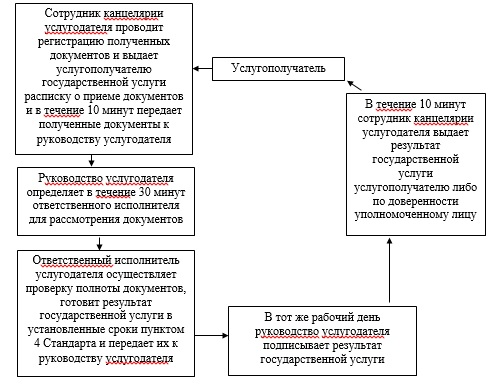 Сотрудник канцелярии
услугодателя проводит
регистрацию полученных
документов и выдает
услугополучателю
государственной услуги
расписку о приеме документов
и в течение 10 минут передает
полученные документы к
руководству услугодателя
Услугополучатель
В течение 10 минут
сотрудник канцелярии
услугодателя выдает
результат
государственной
услуги
услугополучателю либо
по доверенности
уполномоченному лицу
Руководство услугодателя
определяет в течение 30 минут
ответственного исполнителя
для рассмотрения документов
Ответственный исполнитель
услугодателя осуществляет
проверку полноты документов,
готовит результат
государственной услуги в
установленные сроки пунктом
4 Стандарта и передает их к
руководству услугодателя
В тот же рабочий день
руководство услугодателя
подписывает результат
государственной услуги